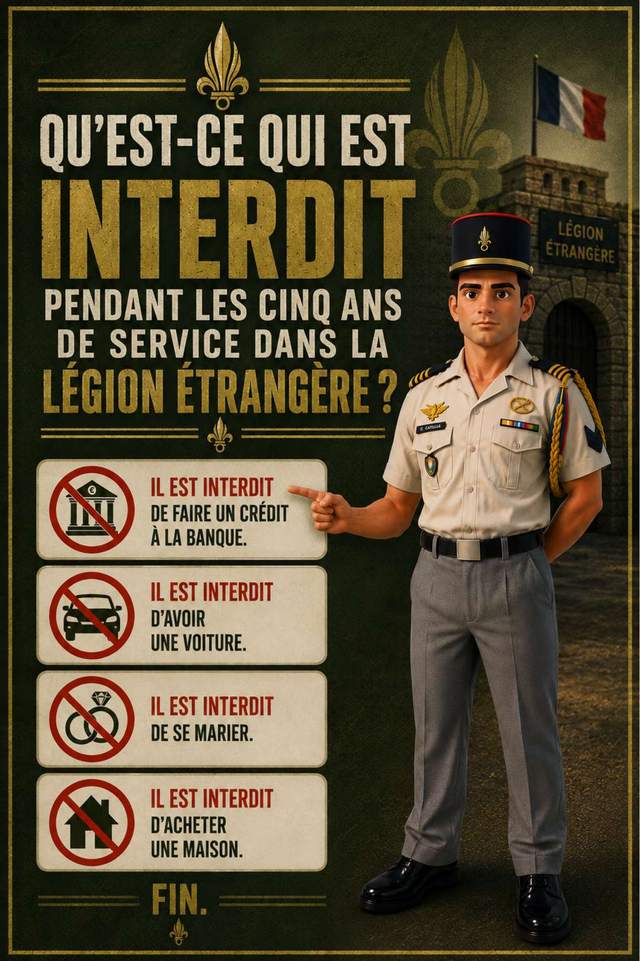 QU'EST-CE QUI EST
INTERDIT
PENDANT LES CINQ ANS
DE SERVICE DANS LA
LÉGION ÉTRANGÈRE ?
LÉGION
ÉTRANGÈRE
IL EST INTERDIT
DE FAIRE UN CRÉDIT
À LA BANQUE.
IL EST INTERDIT
D'AVOIR
UNE VOITURE.
IL EST INTERDIT
DE SE MARIER.
IL EST INTERDIT
D'ACHETER
UNE MAISON.
FIN.